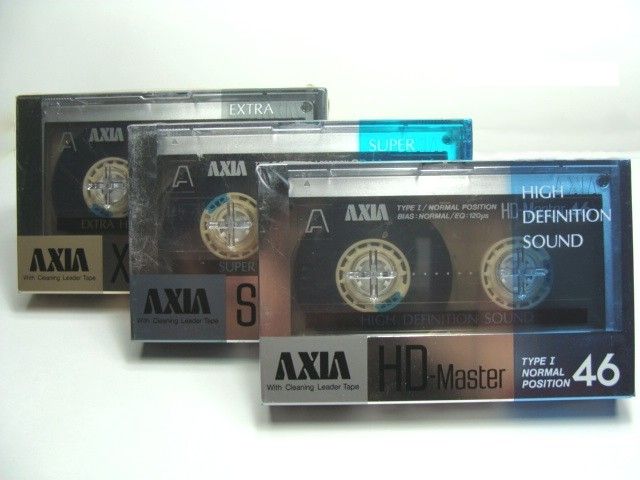 EXTRA
A AXIA
EXTRA H
AXIA X
With Cleaning Leader Tape
SUPER
A AXIA
SUPER
AXIA S
With Cleaning Leader Tape
AXIA
HIGH
DEFINITION
SOUND
A AXIA TYPE I / NORMAL POSITION
BIAS : NORMAL / EQ : 120μs
HD-Master 46
HIGH DEFINITION SOUND
AXIA HD-Master
With Cleaning Leader Tape
TYPE I
NORMAL
POSITION
46